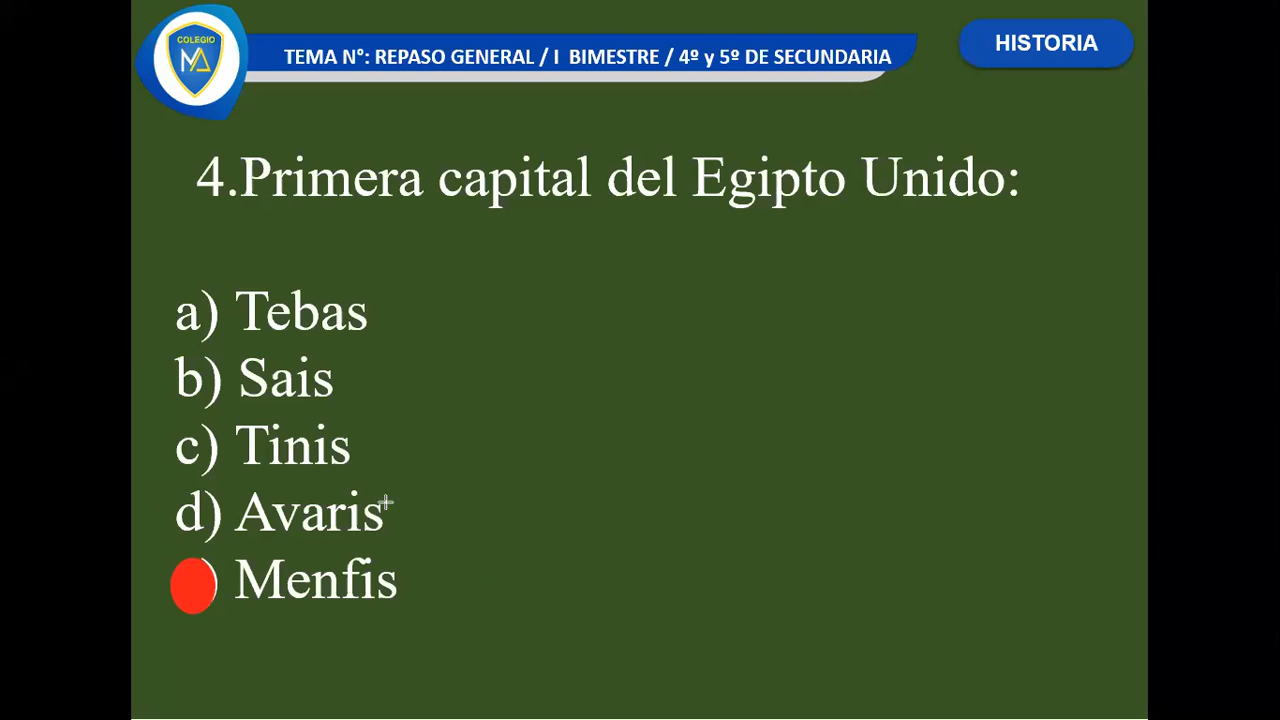 COLEGIO
MA
TEMA N°: REPASO GENERAL / I BIMESTRE / 4º y 5º DE SECUNDARIA
HISTORIA
4.Primera capital del Egipto Unido:
a) Tebas
b) Sais
c) Tinis
d) Avaris
) Menfis